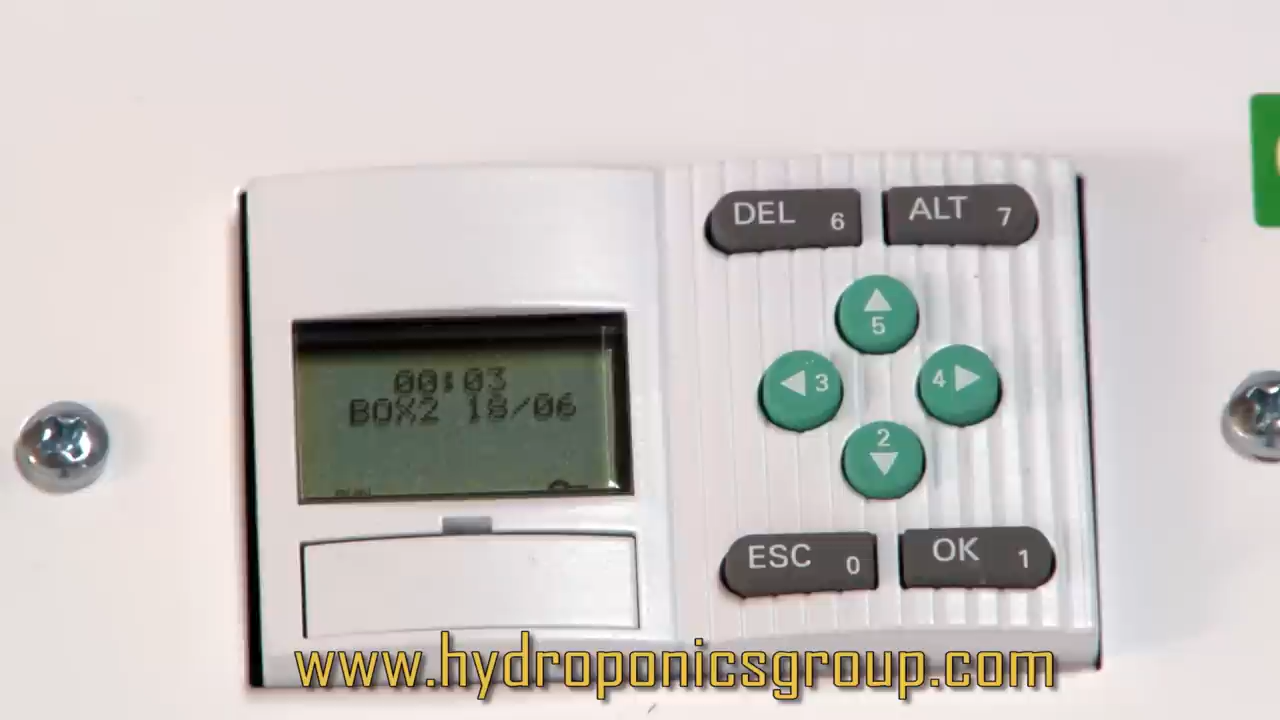 DEL 6
ALT 7
5
3
4
2
00:03
BOX2 18/06
ESC 0
OK 1
www.hydroponicsgroup.com